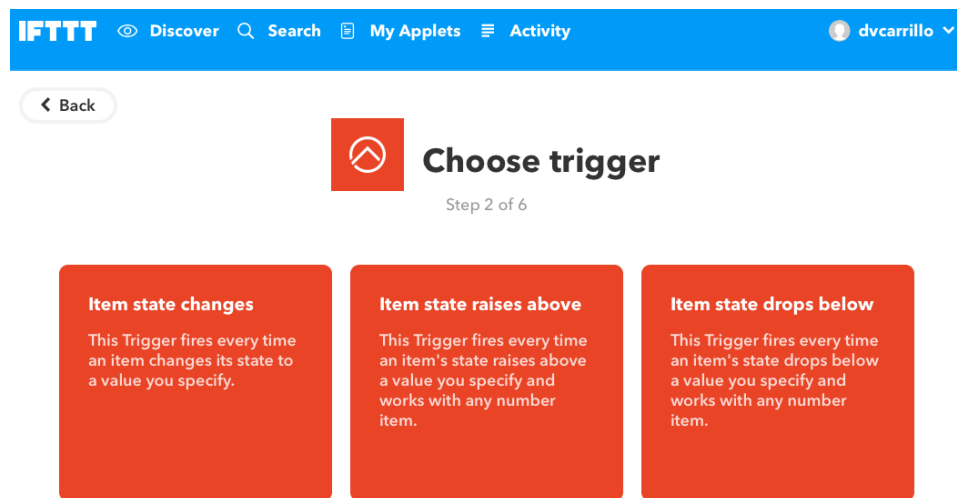 IFTTT Discover Search My Applets Activity dvcarrillo
Back
Choose trigger
Step 2 of 6
Item state changes
This Trigger fires every time
an item changes its state to
a value you specify.
Item state raises above
This Trigger fires every time
an item's state raises above
a value you specify and
works with any number
item.
Item state drops below
This Trigger fires every time
an item's state drops below
a value you specify and
works with any number
item.